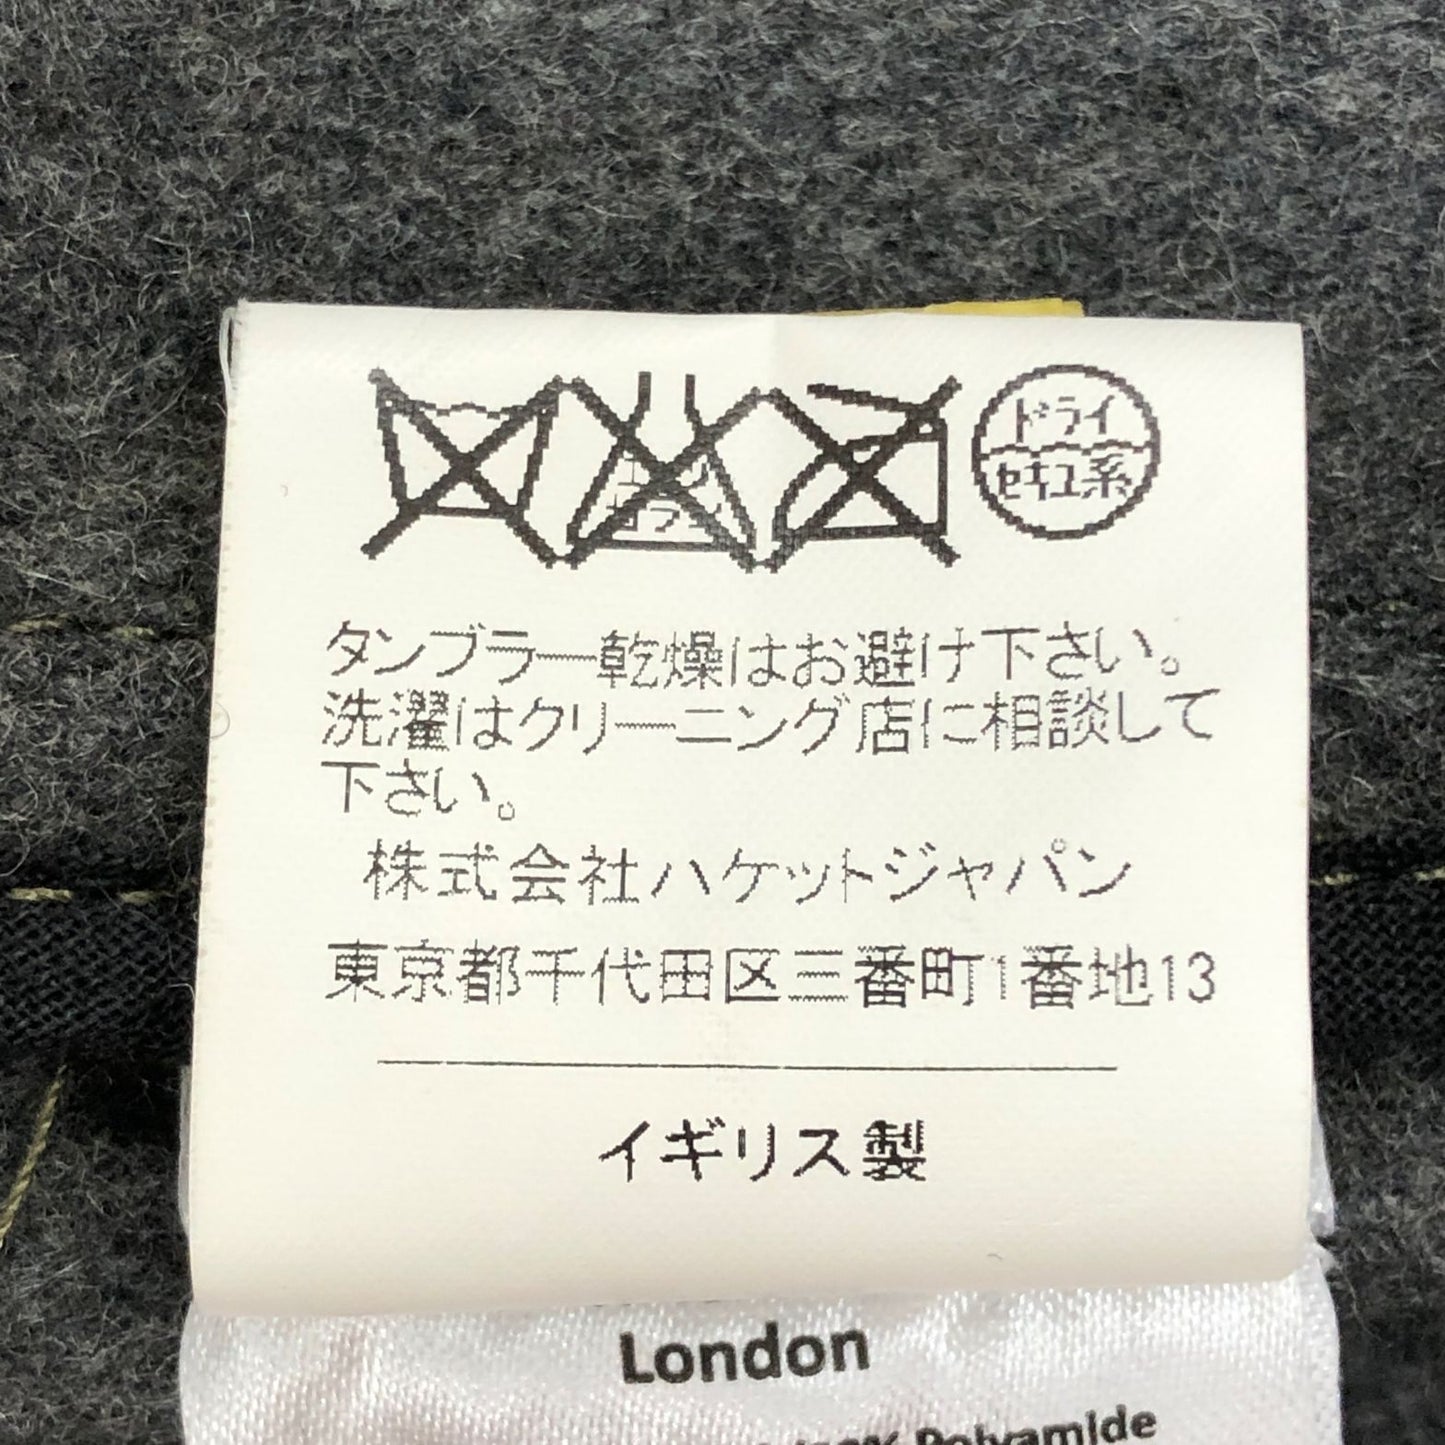 ドライ
セキユ系
タンブラー乾燥はお避け下さい。
洗濯はクリーニング店に相談して
下さい。
株式会社ハケットジャパン
東京都千代田区三番町1番地13
イギリス製
London
% Polyamide